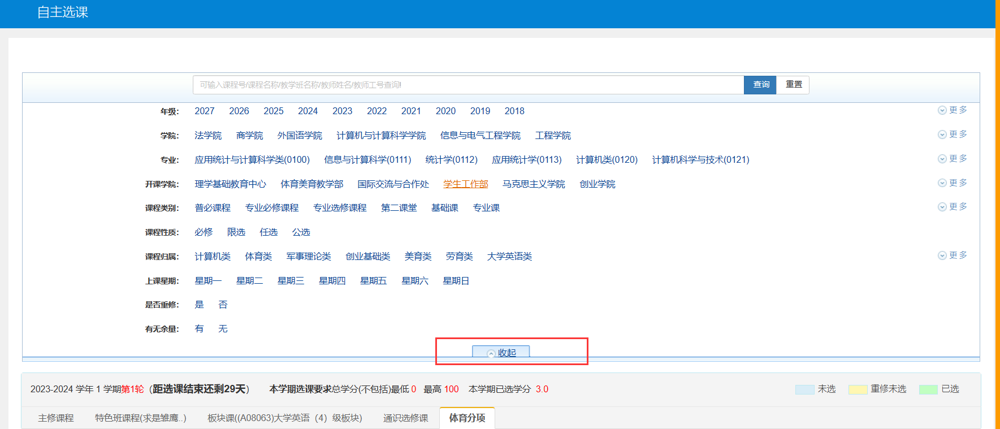 自主选课
可输入课程号/课程名称/教学班名称/教师姓名/教师工号查询! 查询 重置
年级: 2027 2026 2025 2024 2023 2022 2021 2020 2019 2018 更多
学院: 法学院 商学院 外国语学院 计算机与计算科学学院 信息与电气工程学院 工程学院 更多
专业: 应用统计与计算科学类(0100) 信息与计算科学(0111) 统计学(0112) 应用统计学(0113) 计算机类(0120) 计算机科学与技术(0121) 更多
开课学院: 理学基础教育中心 体育美育教学部 国际交流与合作处 学生工作部 马克思主义学院 创业学院 更多
课程类别: 普必课程 专业必修课程 专业选修课程 第二课堂 基础课 专业课 更多
课程性质: 必修 限选 任选 公选
课程归属: 计算机类 体育类 军事理论类 创业基础类 美育类 劳育类 大学英语类 更多
上课星期: 星期一 星期二 星期三 星期四 星期五 星期六 星期日
是否重修: 是 否
有无余量: 有 无
收起
2023-2024 学年 1 学期第1轮（距选课结束还剩29天） 本学期选课要求总学分(不包括)最低 0 最高 100 本学期已选学分 3.0 未选 重修未选 已选
主修课程 特色班课程(求是雏鹰..) 板块课((A08063)大学英语（4）级板块) 通识选修课 体育分项